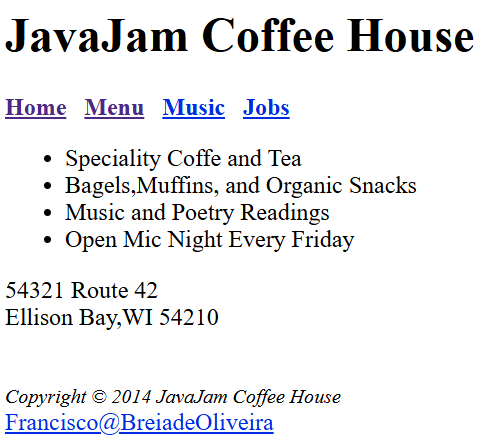 JavaJam Coffee House
Home Menu Music Jobs
• Speciality Coffe and Tea
• Bagels,Muffins, and Organic Snacks
• Music and Poetry Readings
• Open Mic Night Every Friday
54321 Route 42
Ellison Bay,WI 54210
Copyright © 2014 JavaJam Coffee House
Francisco@BreiadeOliveira